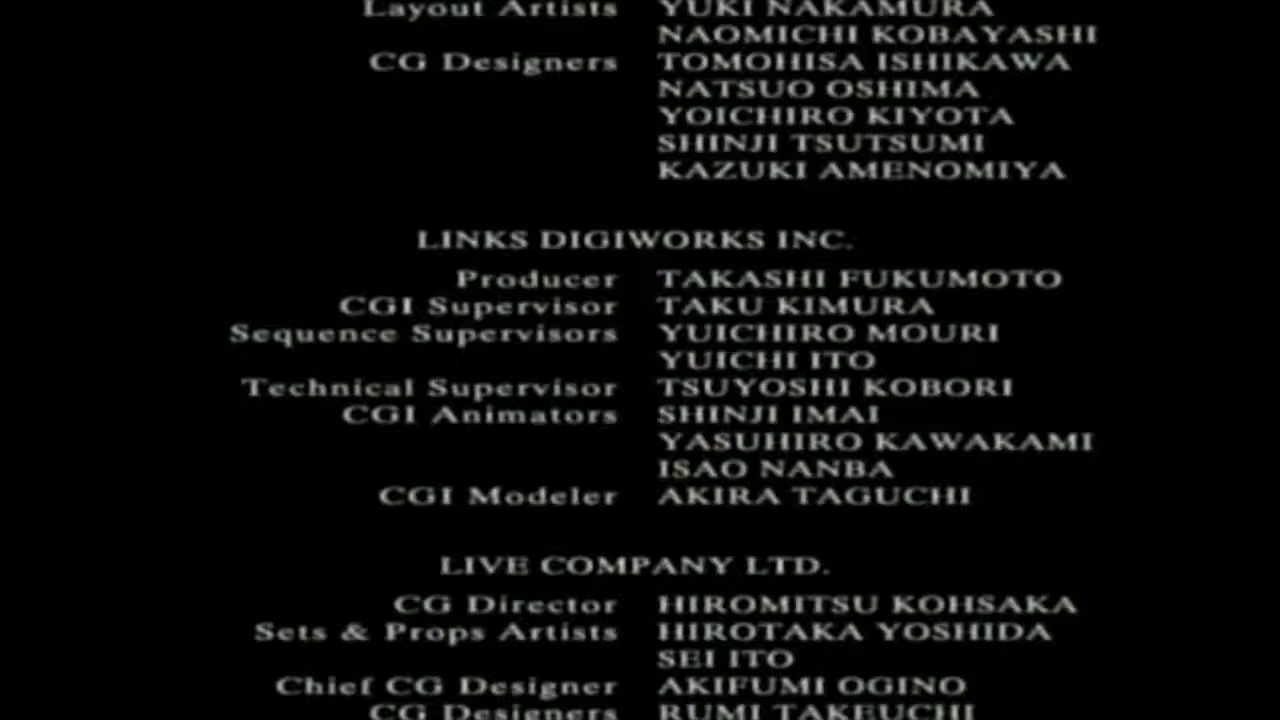 Layout Artists YUKI NAKAMURA
NAOMICHI KOBAYASHI
CG Designers TOMOHISA ISHIKAWA
NATSUO OSHIMA
YOICHIRO KIYOTA
SHINJI TSUTSUMI
KAZUKI AMENOMIYA
LINKS DIGIWORKS INC.
Producer TAKASHI FUKUMOTO
CGI Supervisor TAKU KIMURA
Sequence Supervisors YUICHIRO MOURI
YUICHI ITO
Technical Supervisor TSUYOSHI KOBORI
CGI Animators SHINJI IMAI
YASUHIRO KAWAKAMI
ISAO NANBA
CGI Modeler AKIRA TAGUCHI
LIVE COMPANY LTD.
CG Director HIROMITSU KOHSAKA
Sets & Props Artists HIROTAKA YOSHIDA
SEI ITO
Chief CG Designer AKIFUMI OGINO
CG Designers RUMI TAKEUCHI